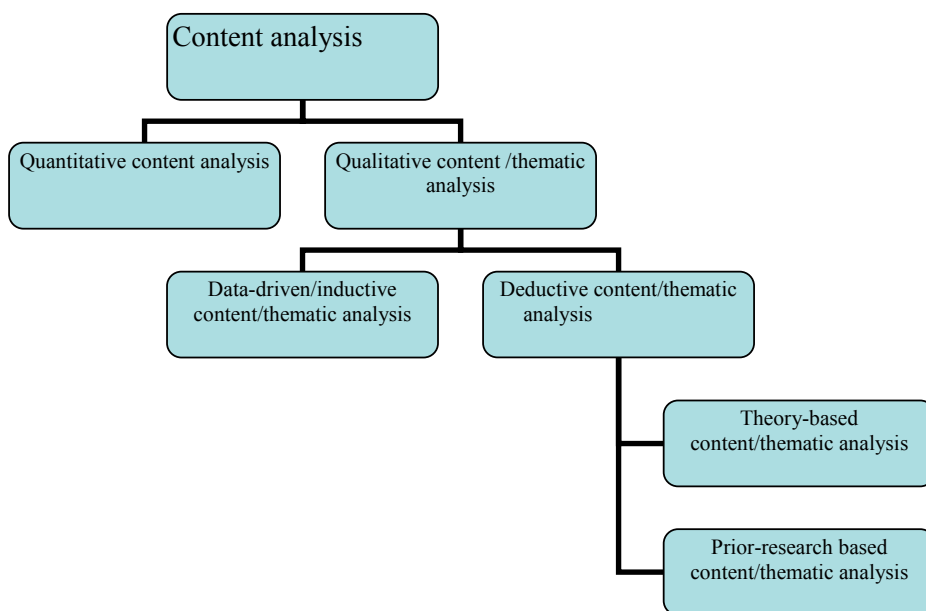 Content analysis
Quantitative content analysis
Qualitative content /thematic
analysis
Data-driven/inductive
content/thematic analysis
Deductive content/thematic
analysis
Theory-based
content/thematic analysis
Prior-research based
content/thematic analysis